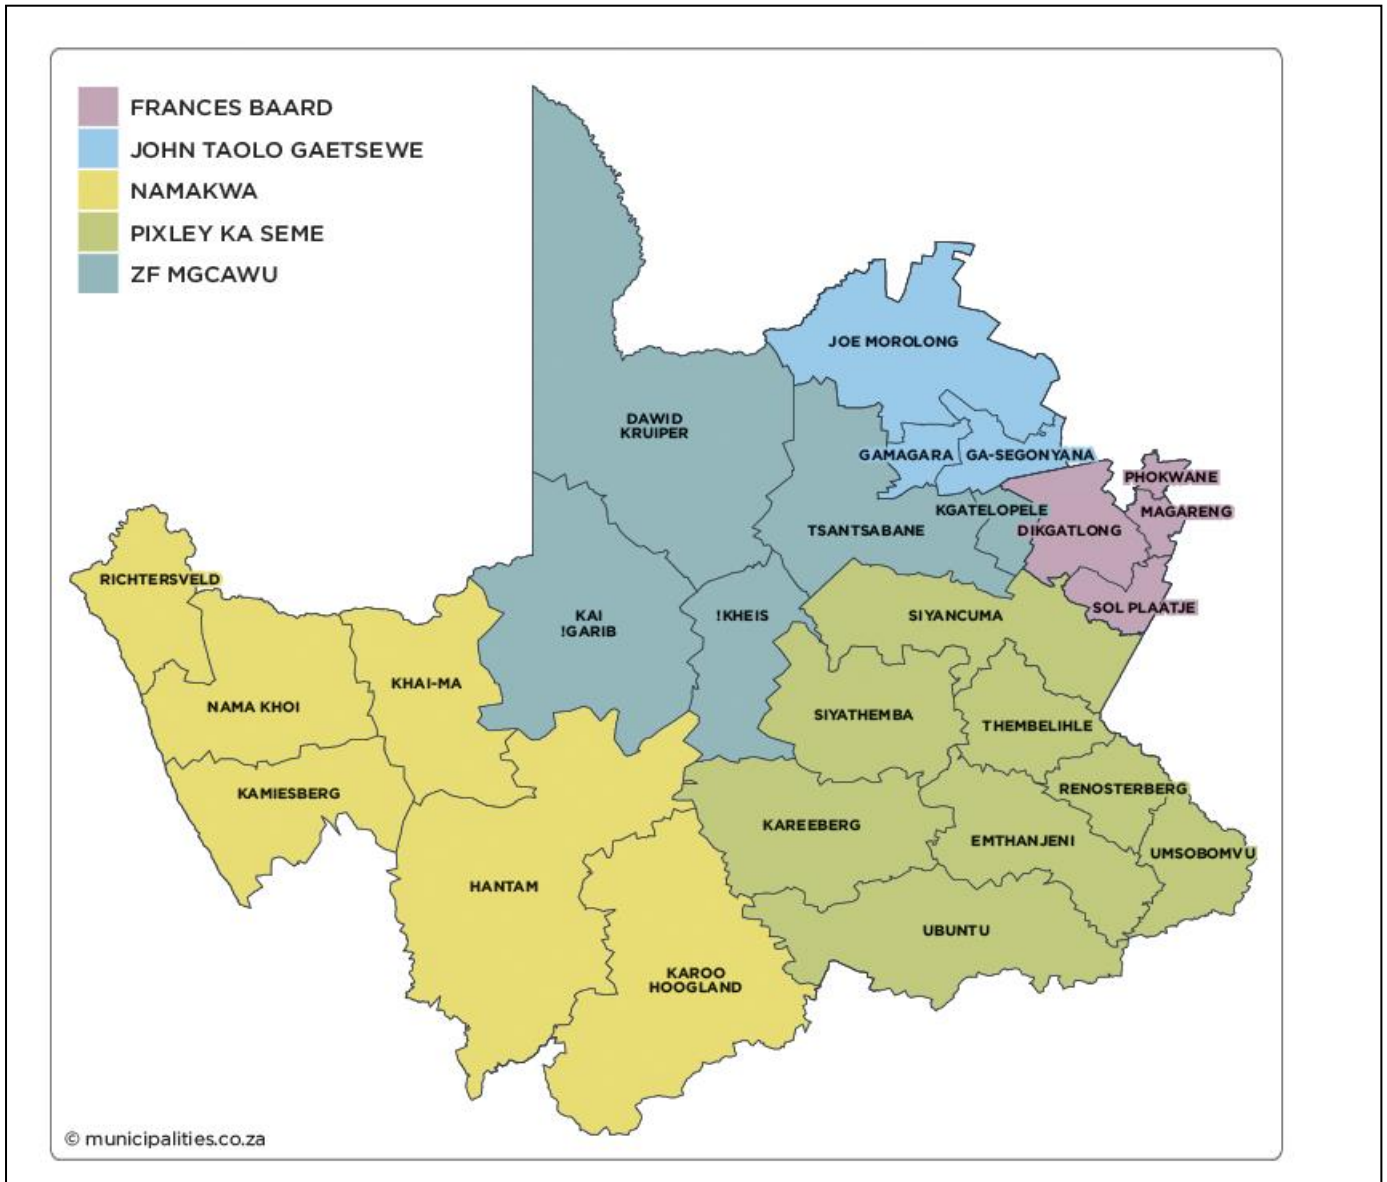 FRANCES BAARD
JOHN TAOLO GAETSEWE
NAMAKWA
PIXLEY KA SEME
ZF MGCAWU
JOE MOROLONG
DAWID
KRUIPER
GAMAGARA
GA-SEGONYANA
PHOKWANE
KGATELOPELE
MAGARENG
TSANTSABANE
DIKGATLONG
RICHTERSVELD
KAI
!GARIB
!KHEIS
SIYANCUMA
SOL PLAATJE
KHAI-MA
NAMA KHOI
SIYATHEMBA
THEMBELIHLE
KAMIESBERG
RENOSTERBERG
KAREEBERG
EMTHANJENI
UMSOBOMVU
HANTAM
UBUNTU
KAROO
HOOGLAND
© municipalities.co.za